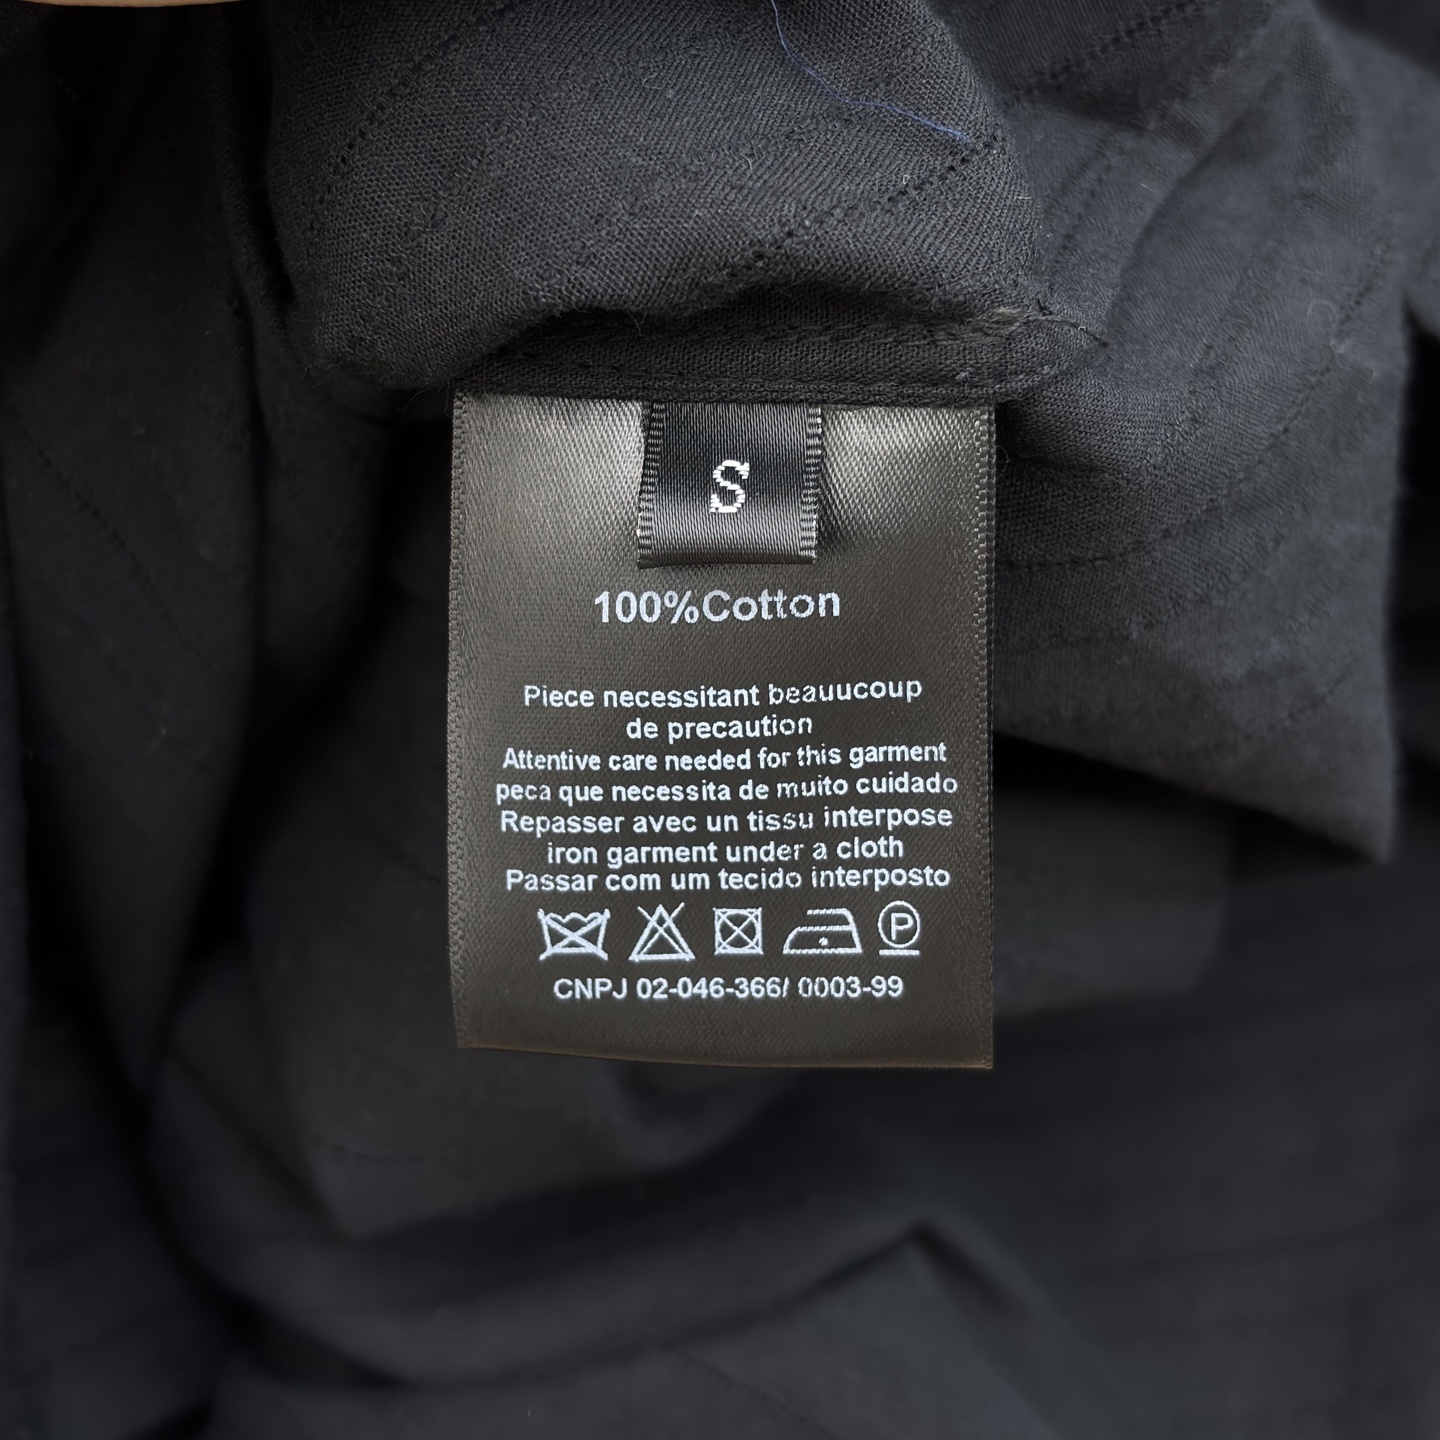 S
100%Cotton
Piece necessitant beauucoup
de precaution
Attentive care needed for this garment
peca que necessita de muito cuidado
Repasser avec un tissu interpose
iron garment under a cloth
Passar com um tecido interposto
P
CNPJ 02-046-366/ 0003-99